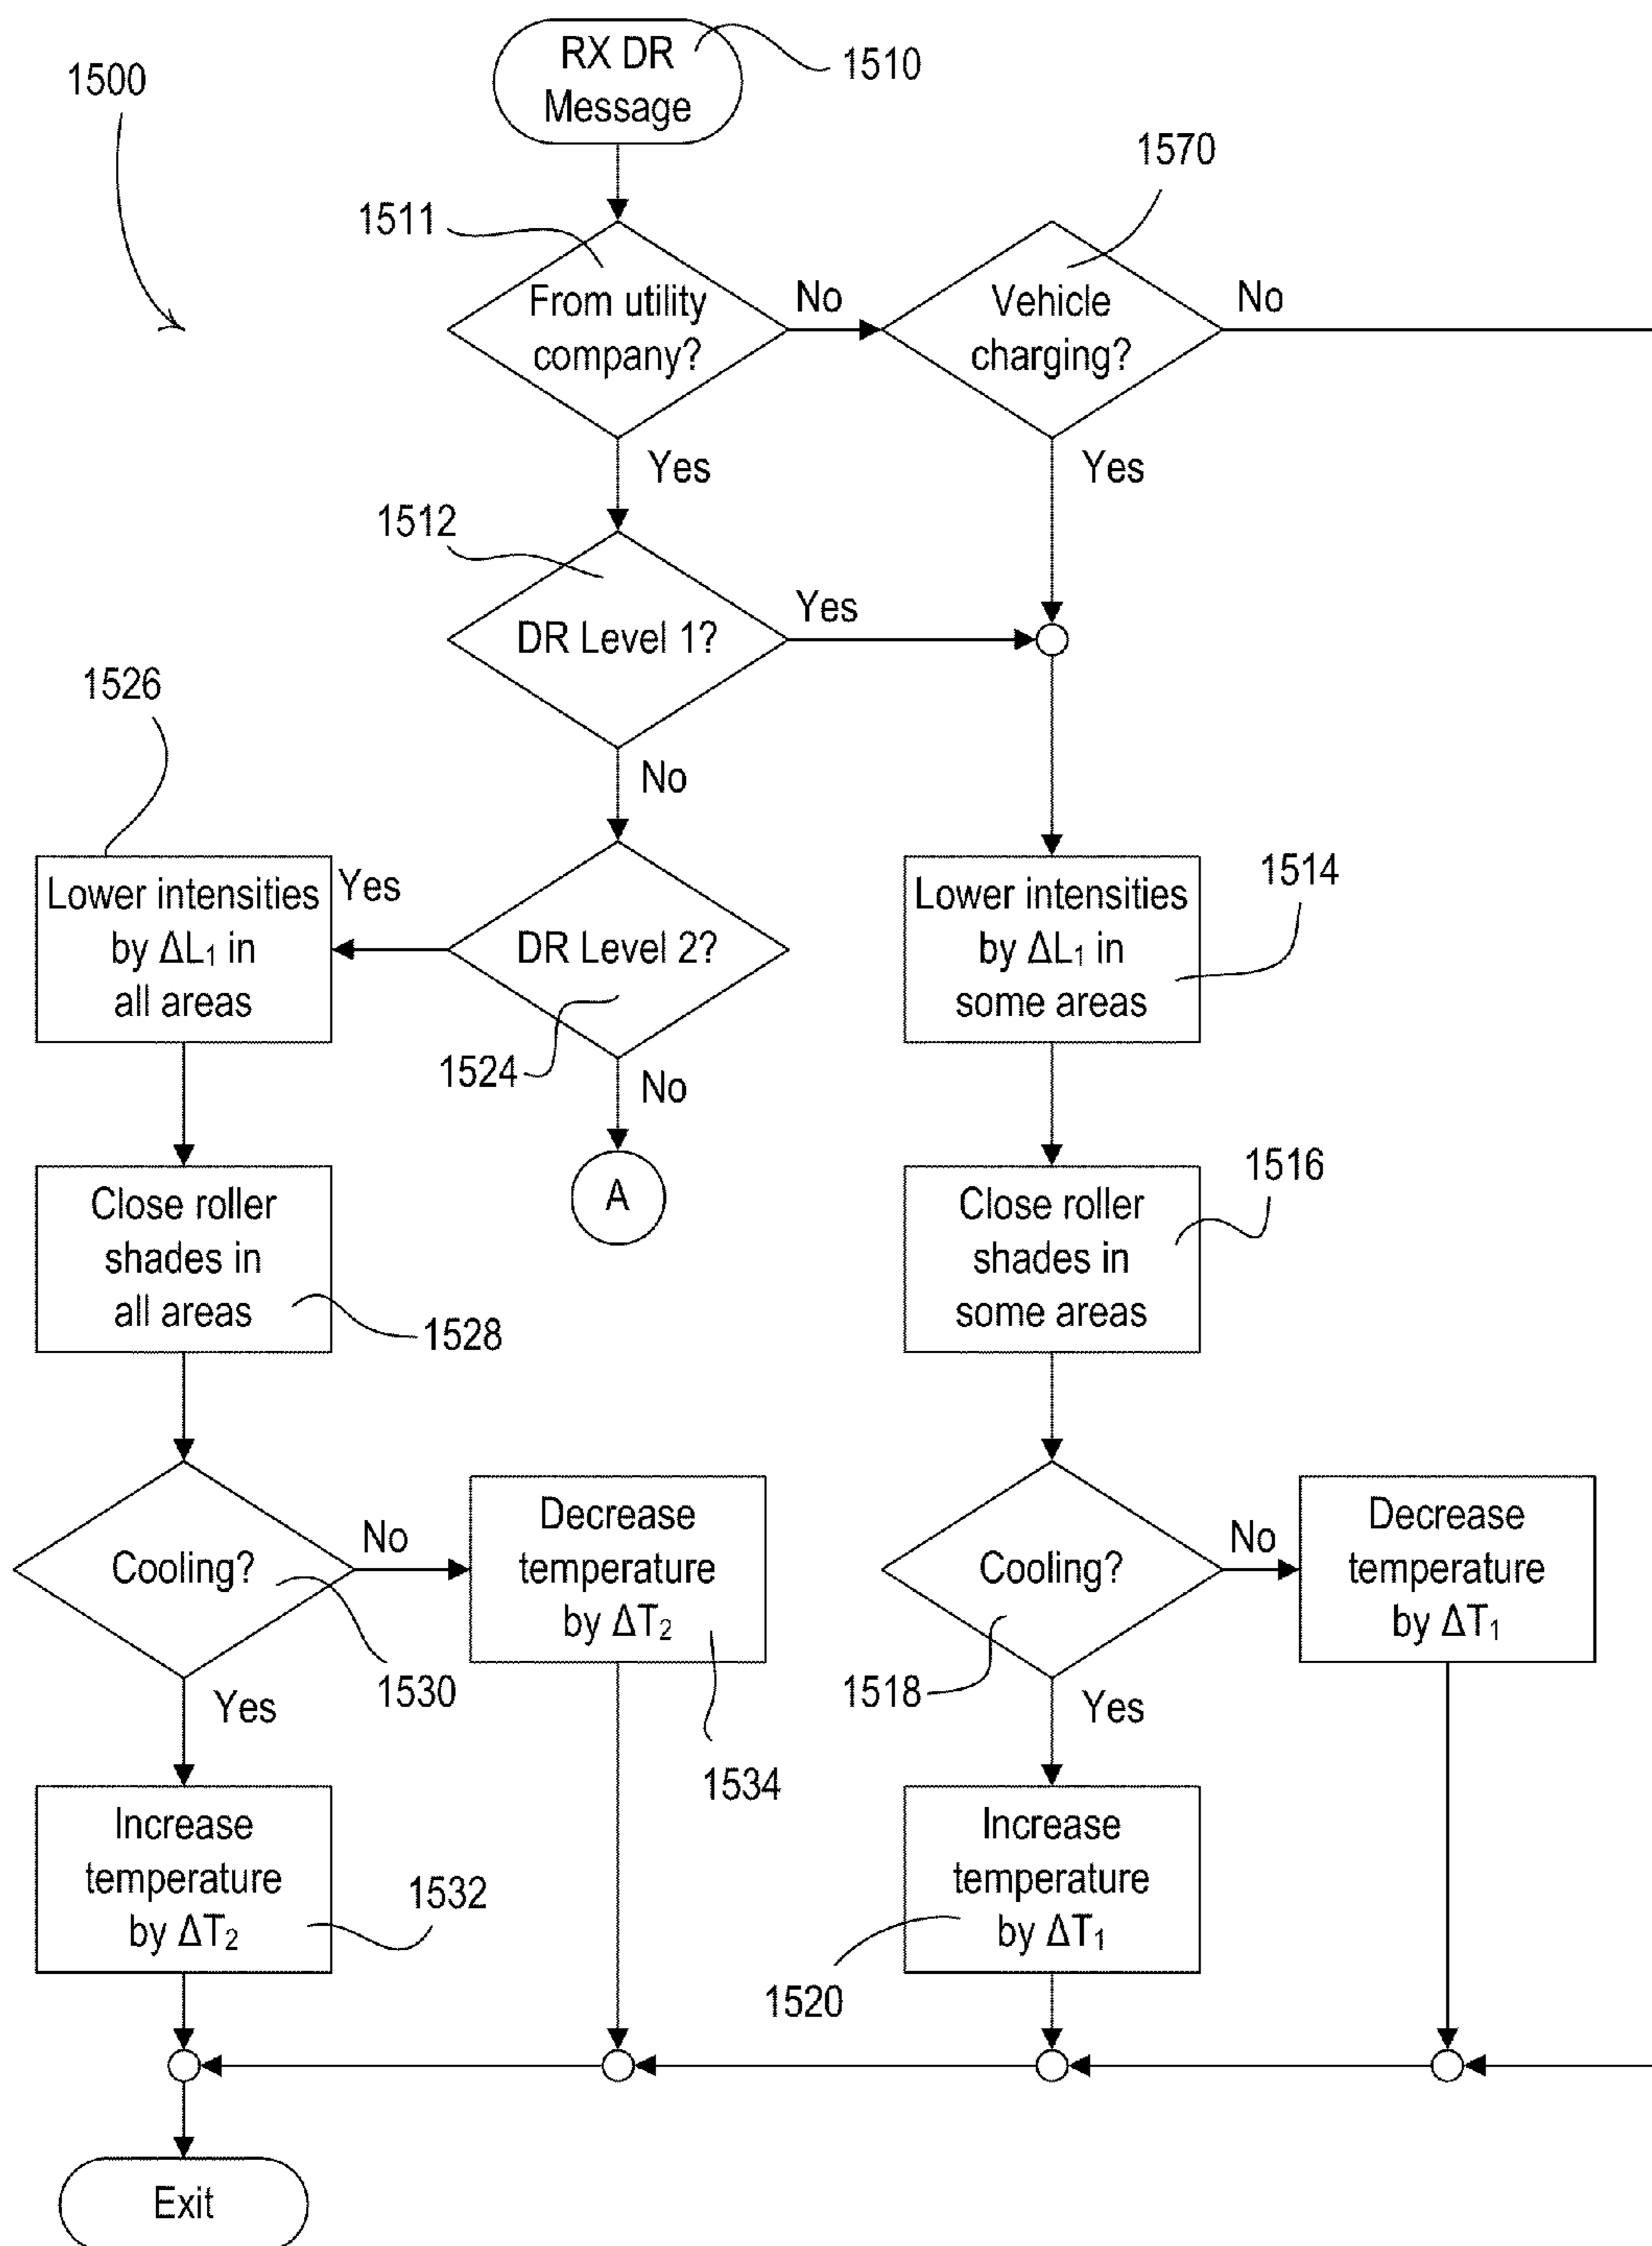 RX DR
Message
1510
1500
1570
1511
From utility
company?
No
Vehicle
charging?
No
Yes
Yes
1512
DR Level 1?
Yes
1526
No
Lower intensities
by ΔL₁ in
all areas
Yes
DR Level 2?
1524
No
Lower intensities
by ΔL₁ in
some areas
1514
A
Close roller
shades in
all areas
1528
Close roller
shades in
some areas
1516
Cooling?
No
1530
Yes
Decrease
temperature
by ΔT₂
1534
Cooling?
No
1518
Yes
Decrease
temperature
by ΔT₁
Increase
temperature
by ΔT₂
1532
Increase
temperature
by ΔT₁
1520
Exit